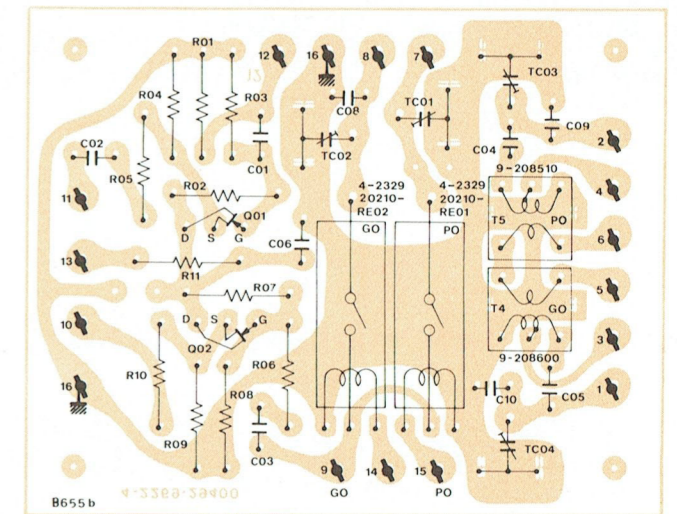 R01
12
16
8
7
TC03
R04
R03
C08
TC01
C09
2
C02
C01
TC02
C04
R05
9-208510
4-2329
20210-
RE02
GO
4-2329
20210-
RE01
PO
4
11
R02
Q01
D S G
T5 PO
C06
6
13
R11
R07
T4 GO
5
10
D S G
Q02
3
9-208600
R10
R06
16
R08
C10
C05
1
R09
C03
TC04
9
14
15
GO
PO
4-2269-29400
B655b